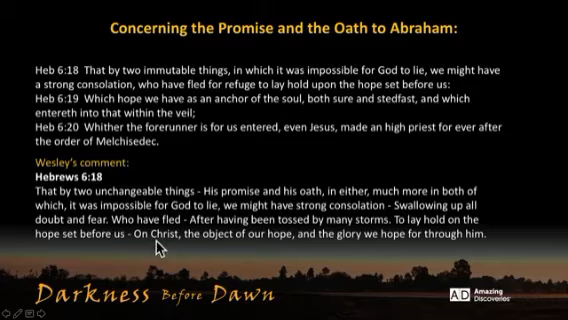 Concerning the Promise and the Oath to Abraham:
Heb 6:18 That by two immutable things, in which it was impossible for God to lie, we might have
a strong consolation, who have fled for refuge to lay hold upon the hope set before us:
Heb 6:19 Which hope we have as an anchor of the soul, both sure and stedfast, and which
entereth into that within the veil;
Heb 6:20 Whither the forerunner is for us entered, even Jesus, made an high priest for ever after
the order of Melchisedec.
Wesley's comment:
Hebrews 6:18
That by two unchangeable things - His promise and his oath, in either, much more in both of
which, it was impossible for God to lie, we might have strong consolation - Swallowing up all
doubt and fear. Who have fled - After having been tossed by many storms. To lay hold on the
hope set before us - On Christ, the object of our hope, and the glory we hope for through him.
Darkness Before Dawn
AD Amazing
Discoveries